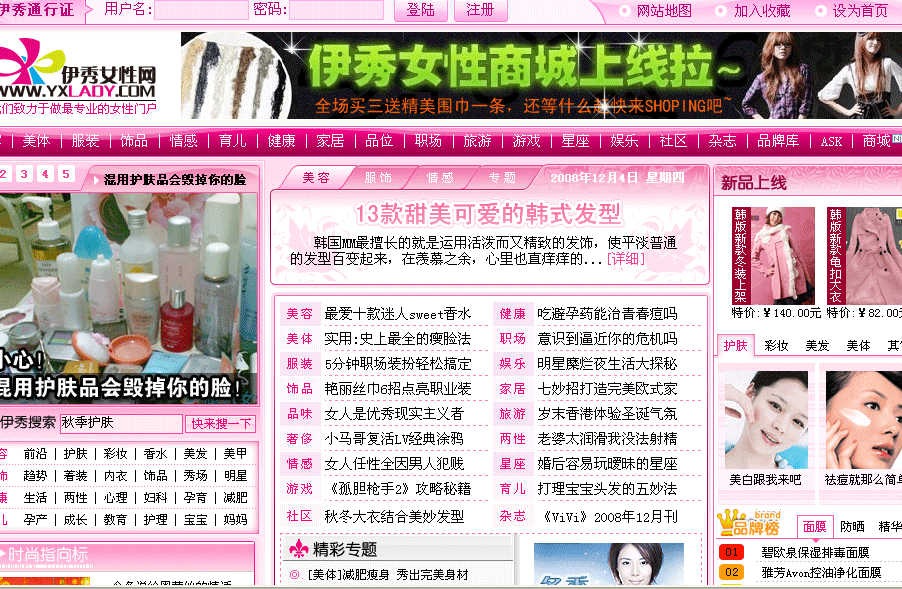 伊秀通行证 用户名: 密码: 登陆 注册 网站地图 加入收藏 设为首页
伊秀女性网
WWW.YXLADY.COM
们致力于做最专业的女性门户
伊秀女性商城上线拉~
全场买三送精美围巾一条,还等什么赶快来SHOPING吧~
美体 | 服装 | 饰品 | 情感 | 育儿 | 健康 | 家居 | 品位 | 职场 | 旅游 | 游戏 | 星座 | 娱乐 | 社区 | 杂志 | 品牌库 | ASK | 商城
2 3 4 5
混用护肤品会毁掉你的脸
小心!
混用护肤品会毁掉你的脸!
伊秀搜索 秋季护肤 快来搜一下
容 前沿 | 护肤 | 彩妆 | 香水 | 美发 | 美甲
饰 趋势 | 着装 | 内衣 | 饰品 | 秀场 | 明星
康 生活 | 两性 | 心理 | 妇科 | 孕育 | 减肥
儿 孕产 | 成长 | 教育 | 护理 | 宝宝 | 妈妈
时尚指向标
美容 服饰 情感 专题 2008年12月4日 星期四
13款甜美可爱的韩式发型
韩国MM最擅长的就是运用活泼而又精致的发饰,使平淡普通
的发型百变起来,在羡慕之余,心里也直痒痒的...[详细]
美容 最爱十款迷人sweet香水
美体 实用:史上最全的瘦脸法
服装 5分钟职场装扮轻松搞定
饰品 艳丽丝巾6招点亮职业装
品味 女人是优秀现实主义者
奢侈 小马哥复活LV经典涂鸦
情感 女人任性全因男人犯贱
游戏 《孤胆枪手2》攻略秘籍
社区 秋冬大衣结合美妙发型
健康 吃避孕药能治青春痘吗
职场 意识到逼近你的危机吗
娱乐 明星糜烂夜生活大探秘
家居 七妙招打造完美欧式家
旅游 岁末香港体验圣诞气氛
两性 老婆太润滑我没法射精
星座 婚后容易玩暧昧的星座
育儿 打理宝宝头发的五妙法
杂志 《ViVi》2008年12月刊
精彩专题
[美体]减肥瘦身 秀出完美身材
新品上线
韩版新款冬装上架
韩版新款龟扣大衣
特价:¥140.00元 特价:¥82.00元
护肤 彩妆 美发 美体 其它
美白跟我来吧 祛痘就那么简单
brand
品牌榜 面膜 防晒 精华
01 碧欧泉保湿排毒面膜
02 雅芳Avon控油净化面膜